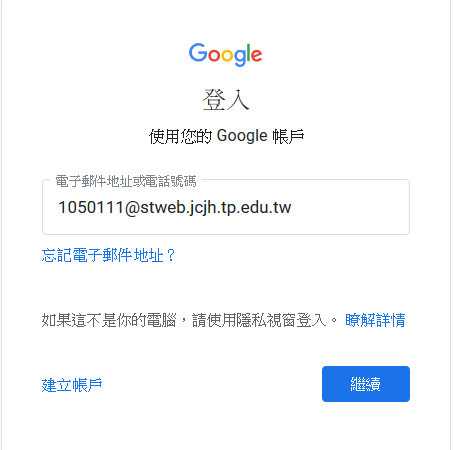 Google
登入
使用您的 Google 帳戶
電子郵件地址或電話號碼
1050111@stweb.jcjh.tp.edu.tw
忘記電子郵件地址？
如果這不是你的電腦，請使用隱私視窗登入。 瞭解詳情
建立帳戶
繼續